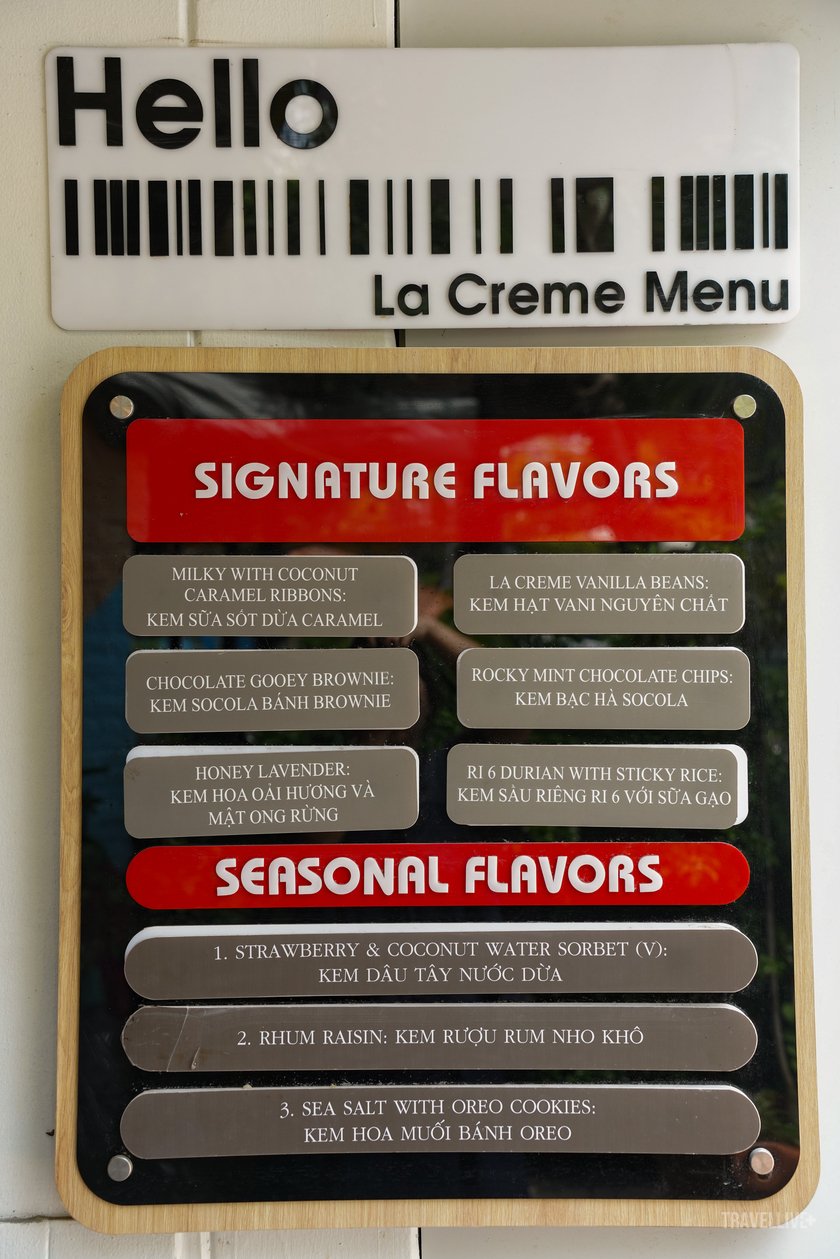 Hello
La Creme Menu
SIGNATURE FLAVORS
MILKY WITH COCONUT
CARAMEL RIBBONS:
KEM SỮA SỐT DỪA CARAMEL
LA CREME VANILLA BEANS:
KEM HẠT VANI NGUYÊN CHẤT
CHOCOLATE GOOEY BROWNIE:
KEM SOCOLA BÁNH BROWNIE
ROCKY MINT CHOCOLATE CHIPS:
KEM BẠC HÀ SOCOLA
HONEY LAVENDER:
KEM HOA OẢI HƯƠNG VÀ
MẬT ONG RỪNG
RI 6 DURIAN WITH STICKY RICE:
KEM SẦU RIÊNG RI 6 VỚI SỮA GẠO
SEASONAL FLAVORS
1. STRAWBERRY & COCONUT WATER SORBET (V):
KEM DÂU TÂY NƯỚC DỪA
2. RHUM RAISIN: KEM RƯỢU RUM NHO KHÔ
3. SEA SALT WITH OREO COOKIES:
KEM HOA MUỐI BÁNH OREO
TRAVELLIVE+